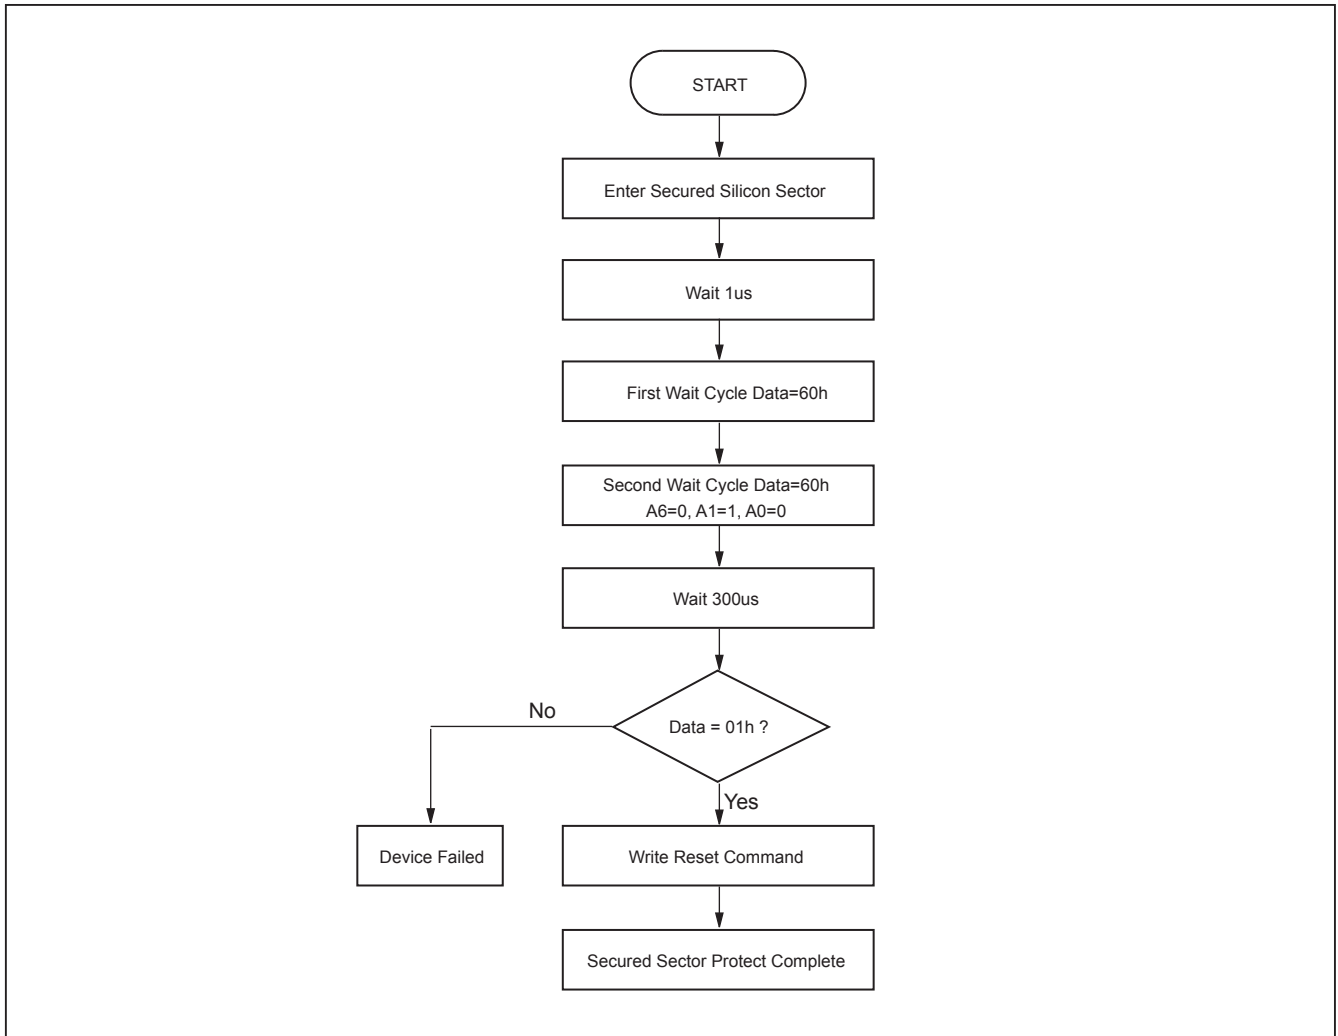 START
Enter Secured Silicon Sector
Wait 1us
First Wait Cycle Data=60h
Second Wait Cycle Data=60h
A6=0, A1=1, A0=0
Wait 300us
Data = 01h ?
No
Yes
Device Failed
Write Reset Command
Secured Sector Protect Complete